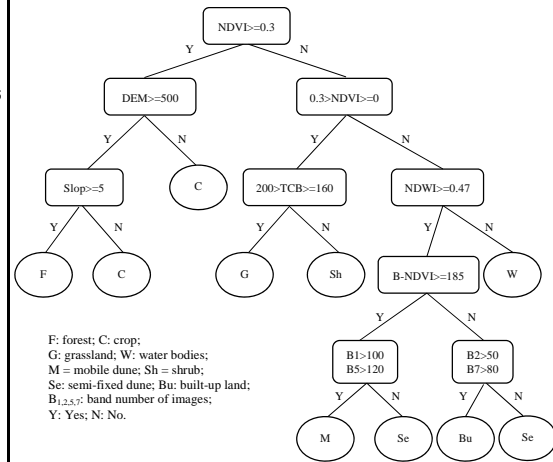 NDVI>=0.3
Y
N
DEM>=500
0.3>NDVI>=0
Y
N
Y
N
Slop>=5
C
200>TCB>=160
NDWI>=0.47
Y
N
Y
N
Y
N
F
C
G
Sh
B-NDVI>=185
W
Y
N
F: forest; C: crop;
G: grassland; W: water bodies;
M = mobile dune; Sh = shrub;
Se: semi-fixed dune; Bu: built-up land;
B1,2,5,7: band number of images;
Y: Yes; N: No.
B1>100
B5>120
B2>50
B7>80
Y
N
Y
N
M
Se
Bu
Se